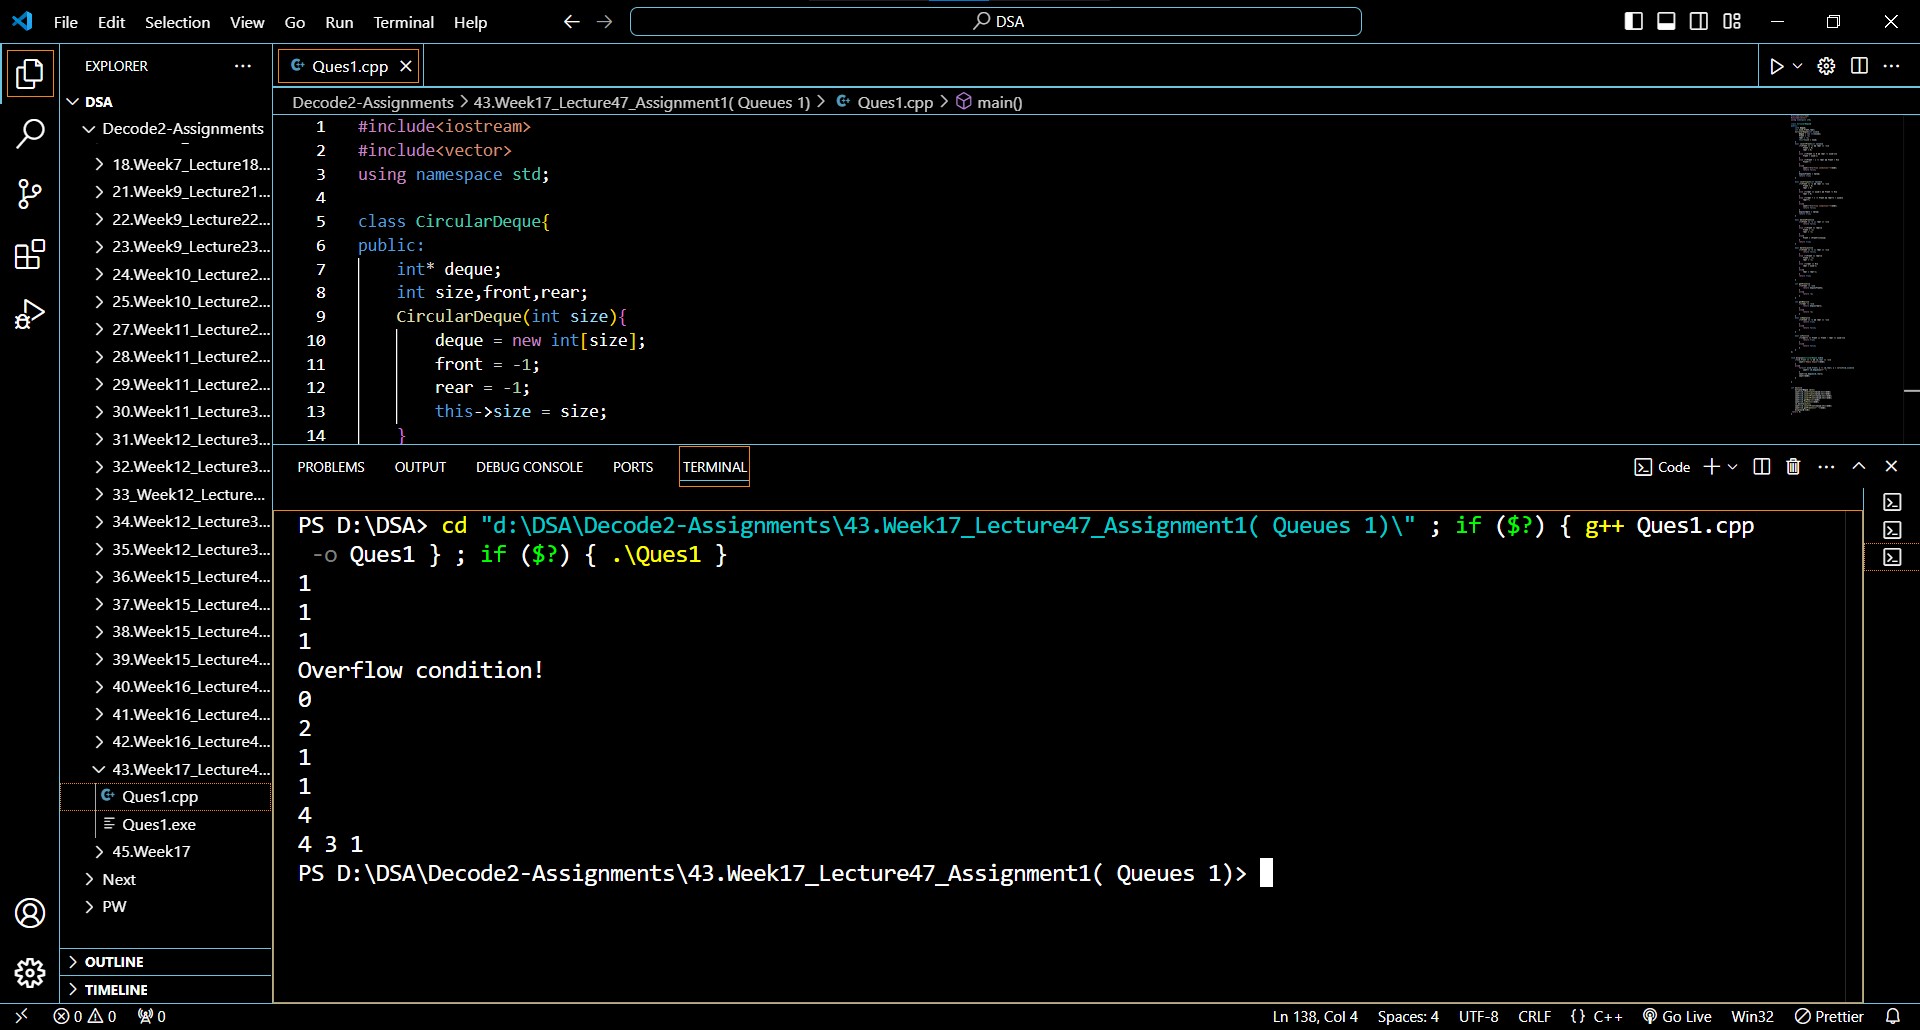 File Edit Selection View Go Run Terminal Help
DSA
EXPLORER
DSA
Decode2-Assignments
18.Week7_Lecture18...
21.Week9_Lecture21...
22.Week9_Lecture22...
23.Week9_Lecture23...
24.Week10_Lecture2...
25.Week10_Lecture2...
27.Week11_Lecture2...
28.Week11_Lecture2...
29.Week11_Lecture2...
30.Week11_Lecture3...
31.Week12_Lecture3...
32.Week12_Lecture3...
33_Week12_Lecture...
34.Week12_Lecture3...
35.Week12_Lecture3...
36.Week15_Lecture4...
37.Week15_Lecture4...
38.Week15_Lecture4...
39.Week15_Lecture4...
40.Week16_Lecture4...
41.Week16_Lecture4...
42.Week16_Lecture4...
43.Week17_Lecture4...
Ques1.cpp
Ques1.exe
45.Week17
Next
PW
OUTLINE
TIMELINE
Ques1.cpp
Decode2-Assignments > 43.Week17_Lecture47_Assignment1( Queues 1) > Ques1.cpp > main()
1 #include<iostream>
2 #include<vector>
3 using namespace std;
4
5 class CircularDeque{
6 public:
7 int* deque;
8 int size,front,rear;
9 CircularDeque(int size){
10 deque = new int[size];
11 front = -1;
12 rear = -1;
13 this->size = size;
14 }
PROBLEMS OUTPUT DEBUG CONSOLE PORTS TERMINAL
Code
PS D:\DSA> cd "d:\DSA\Decode2-Assignments\43.Week17_Lecture47_Assignment1( Queues 1)\" ; if ($?) { g++ Ques1.cpp
-o Ques1 } ; if ($?) { .\Ques1 }
1
1
1
Overflow condition!
0
2
1
1
4
4 3 1
PS D:\DSA\Decode2-Assignments\43.Week17_Lecture47_Assignment1( Queues 1)>
0 0 0
Ln 138, Col 4 Spaces: 4 UTF-8 CRLF {} C++ Go Live Win32 Prettier